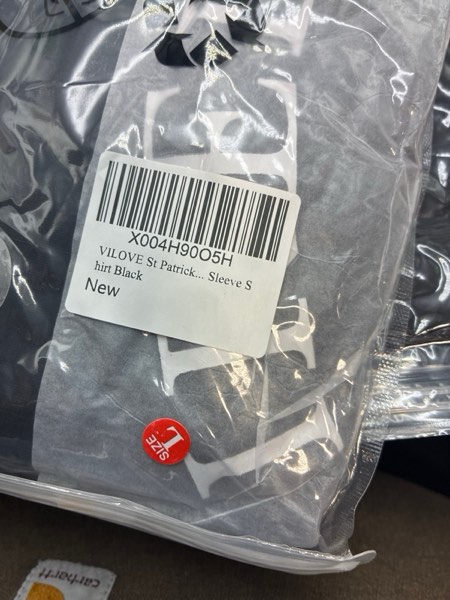 X004H90O5H
VILOVE St Patrick... Sleeve S
hirt Black
New
SIZE
L
carhartt